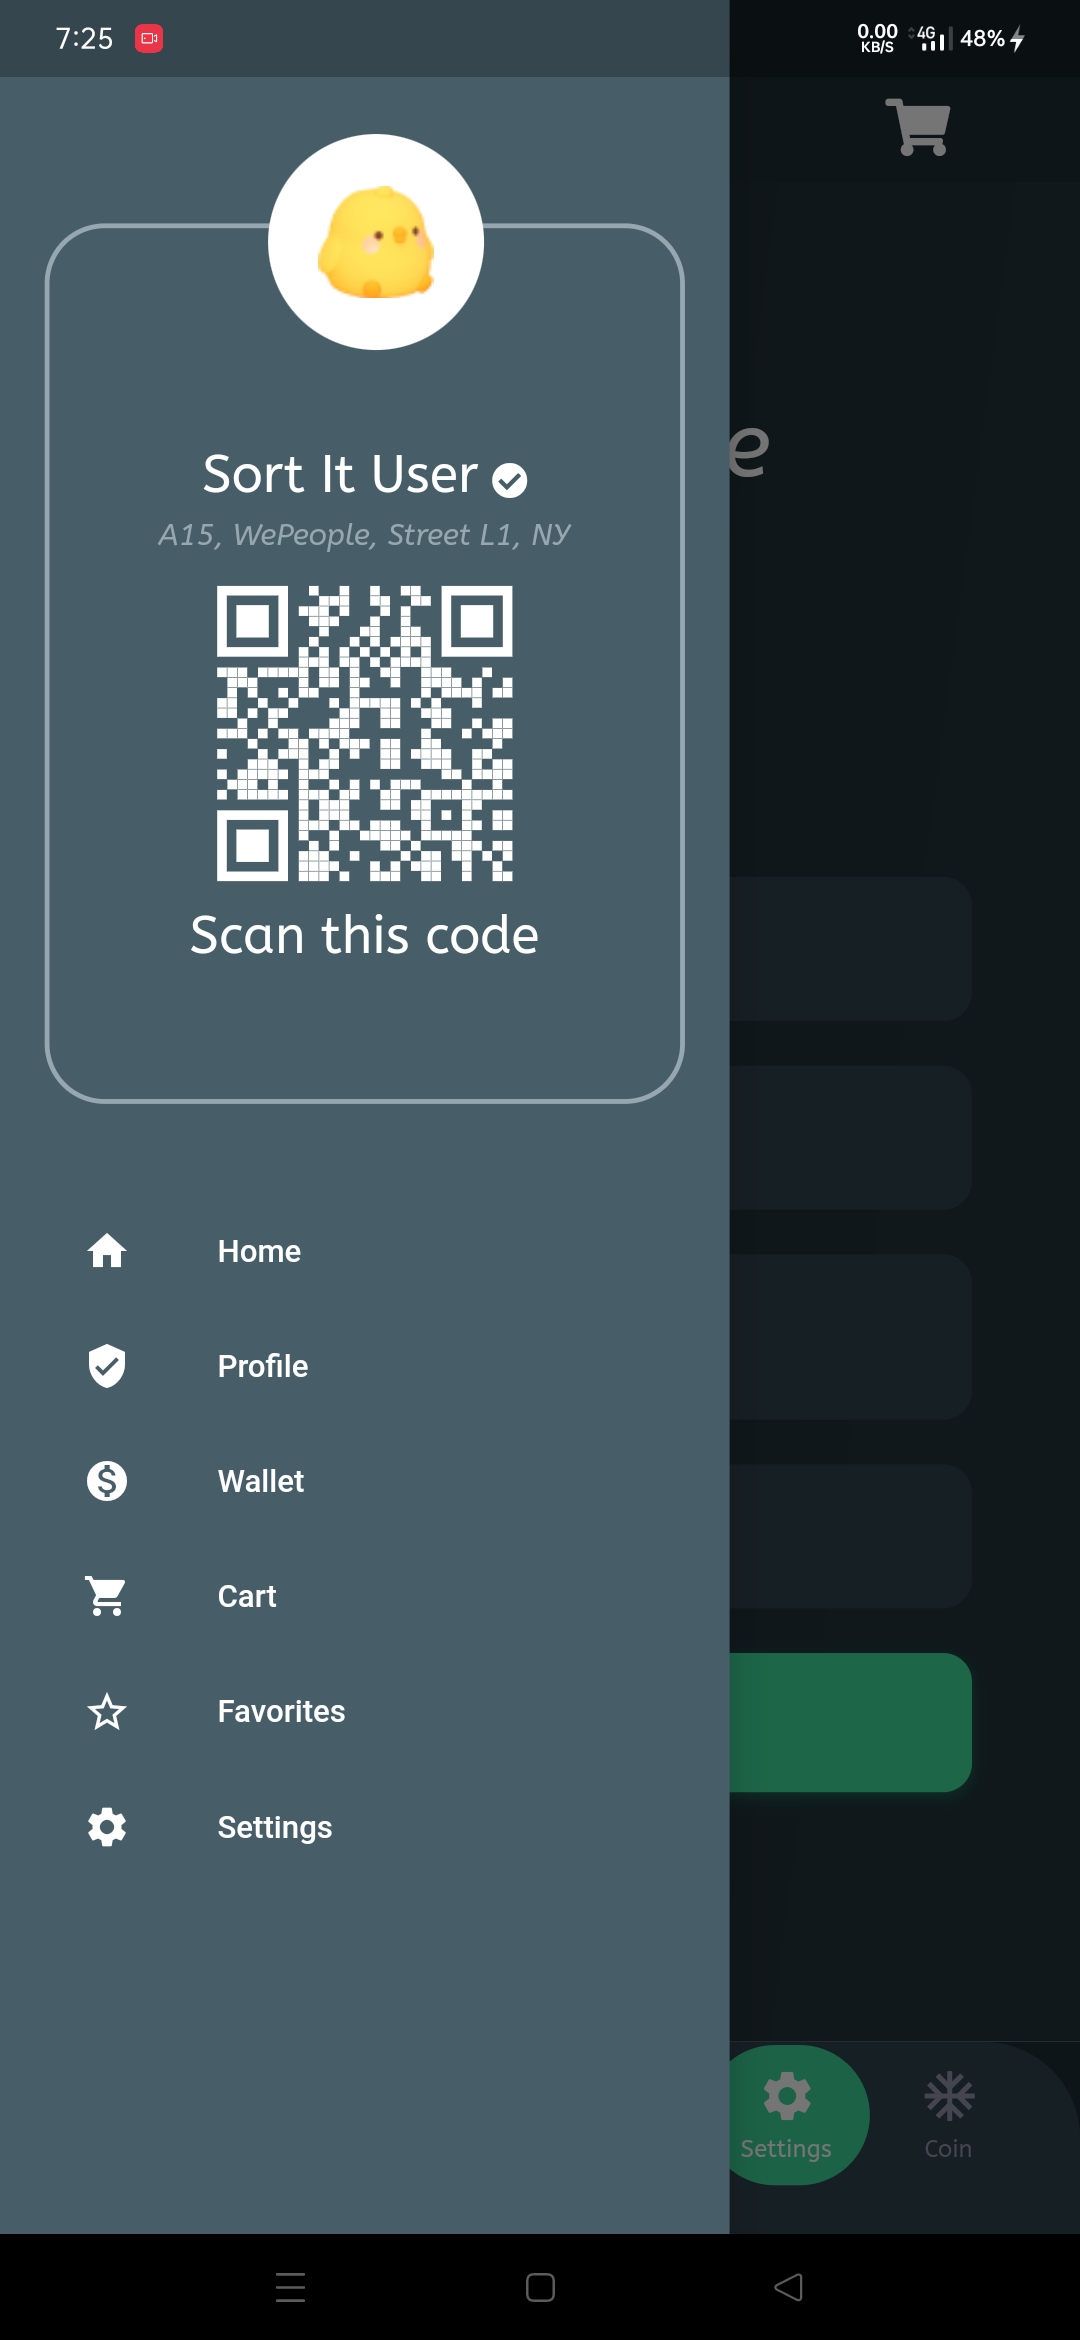 7:25
0.00
KB/S
4G
48%
e
Sort It User
A15, WePeople, Street L1, NY
Scan this code
Home
Profile
Wallet
Cart
Favorites
Settings
Settings
Coin